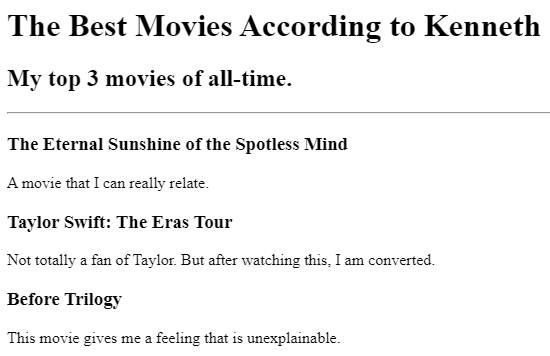 The Best Movies According to Kenneth
My top 3 movies of all-time.
The Eternal Sunshine of the Spotless Mind
A movie that I can really relate.
Taylor Swift: The Eras Tour
Not totally a fan of Taylor. But after watching this, I am converted.
Before Trilogy
This movie gives me a feeling that is unexplainable.